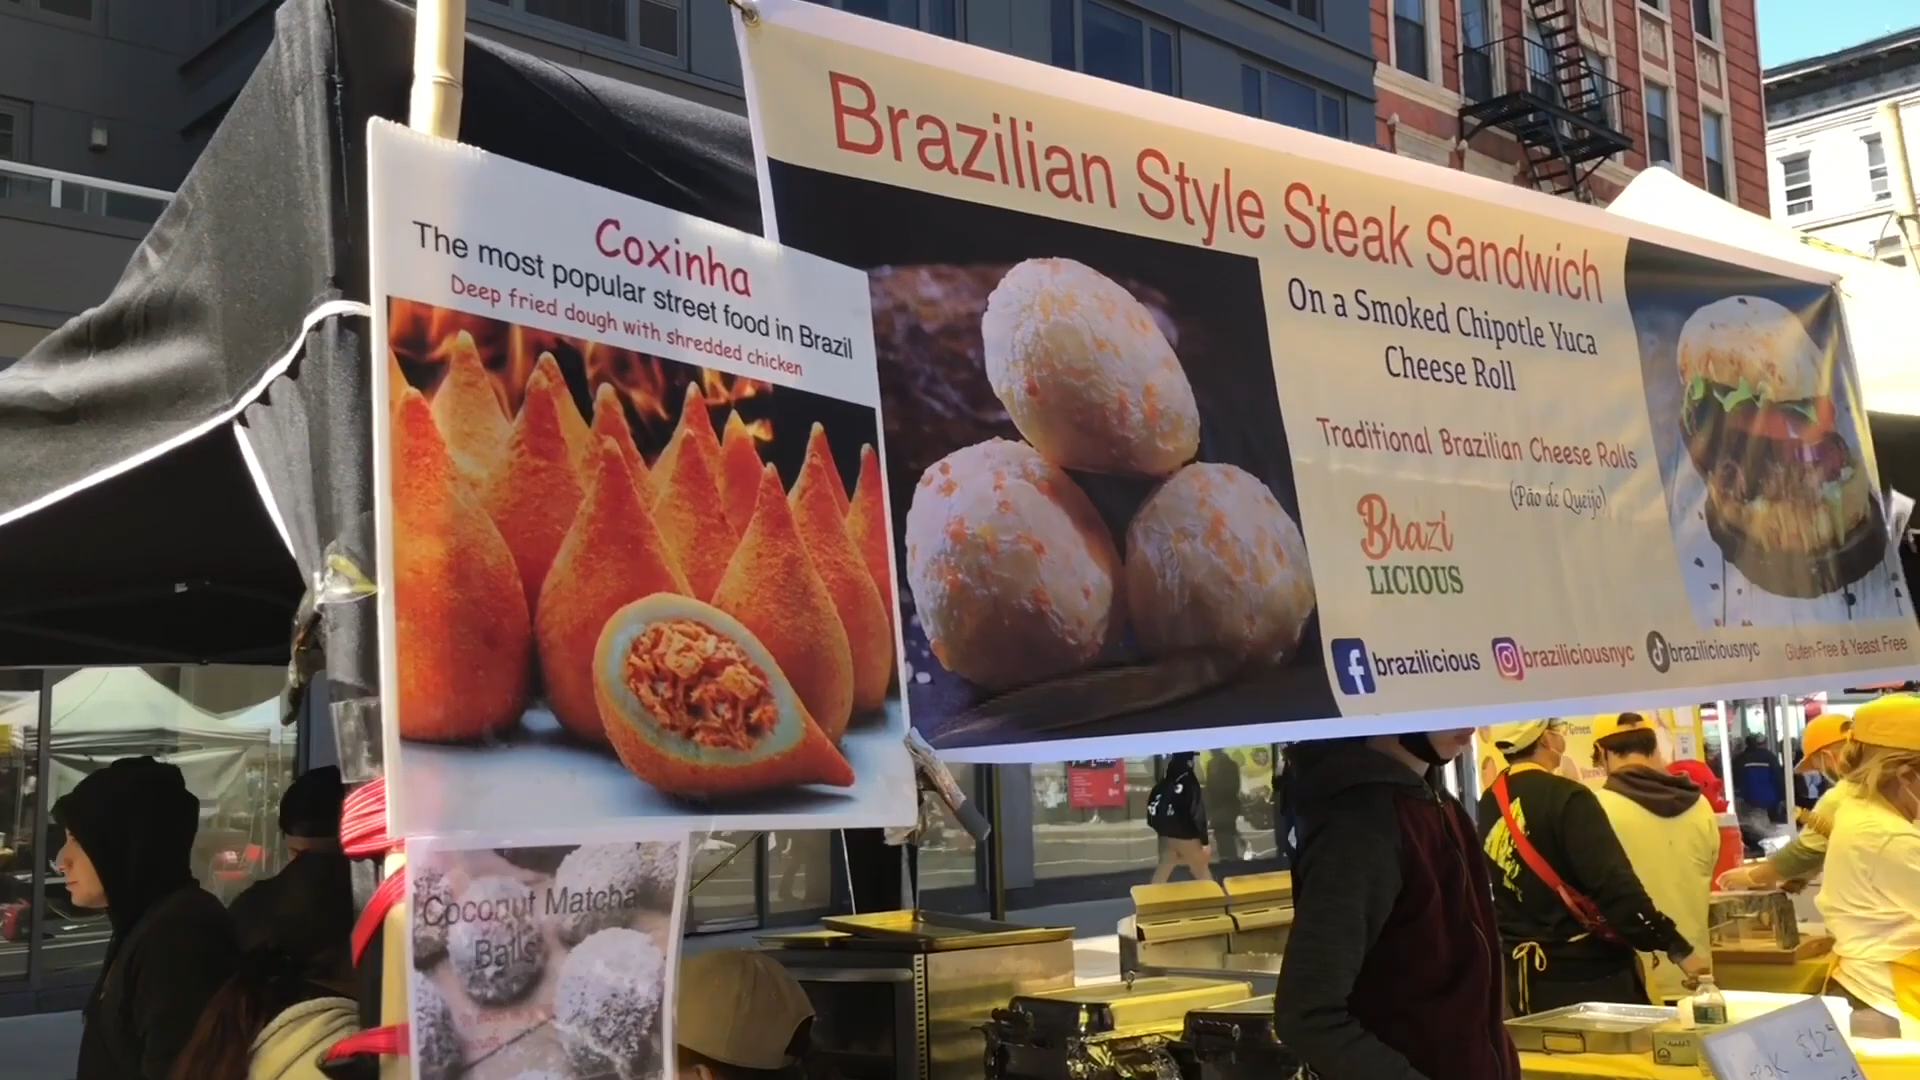 Coxinha
The most popular street food in Brazil
Deep fried dough with shredded chicken
Brazilian Style Steak Sandwich
On a Smoked Chipotle Yuca
Cheese Roll
Traditional Brazilian Cheese Rolls
(Pão de Queijo)
Brazi
LICIOUS
brazilicious
braziliciousnyc
braziliciousnyc
Gluten-Free & Yeast Free
Coconut Matcha
Balls